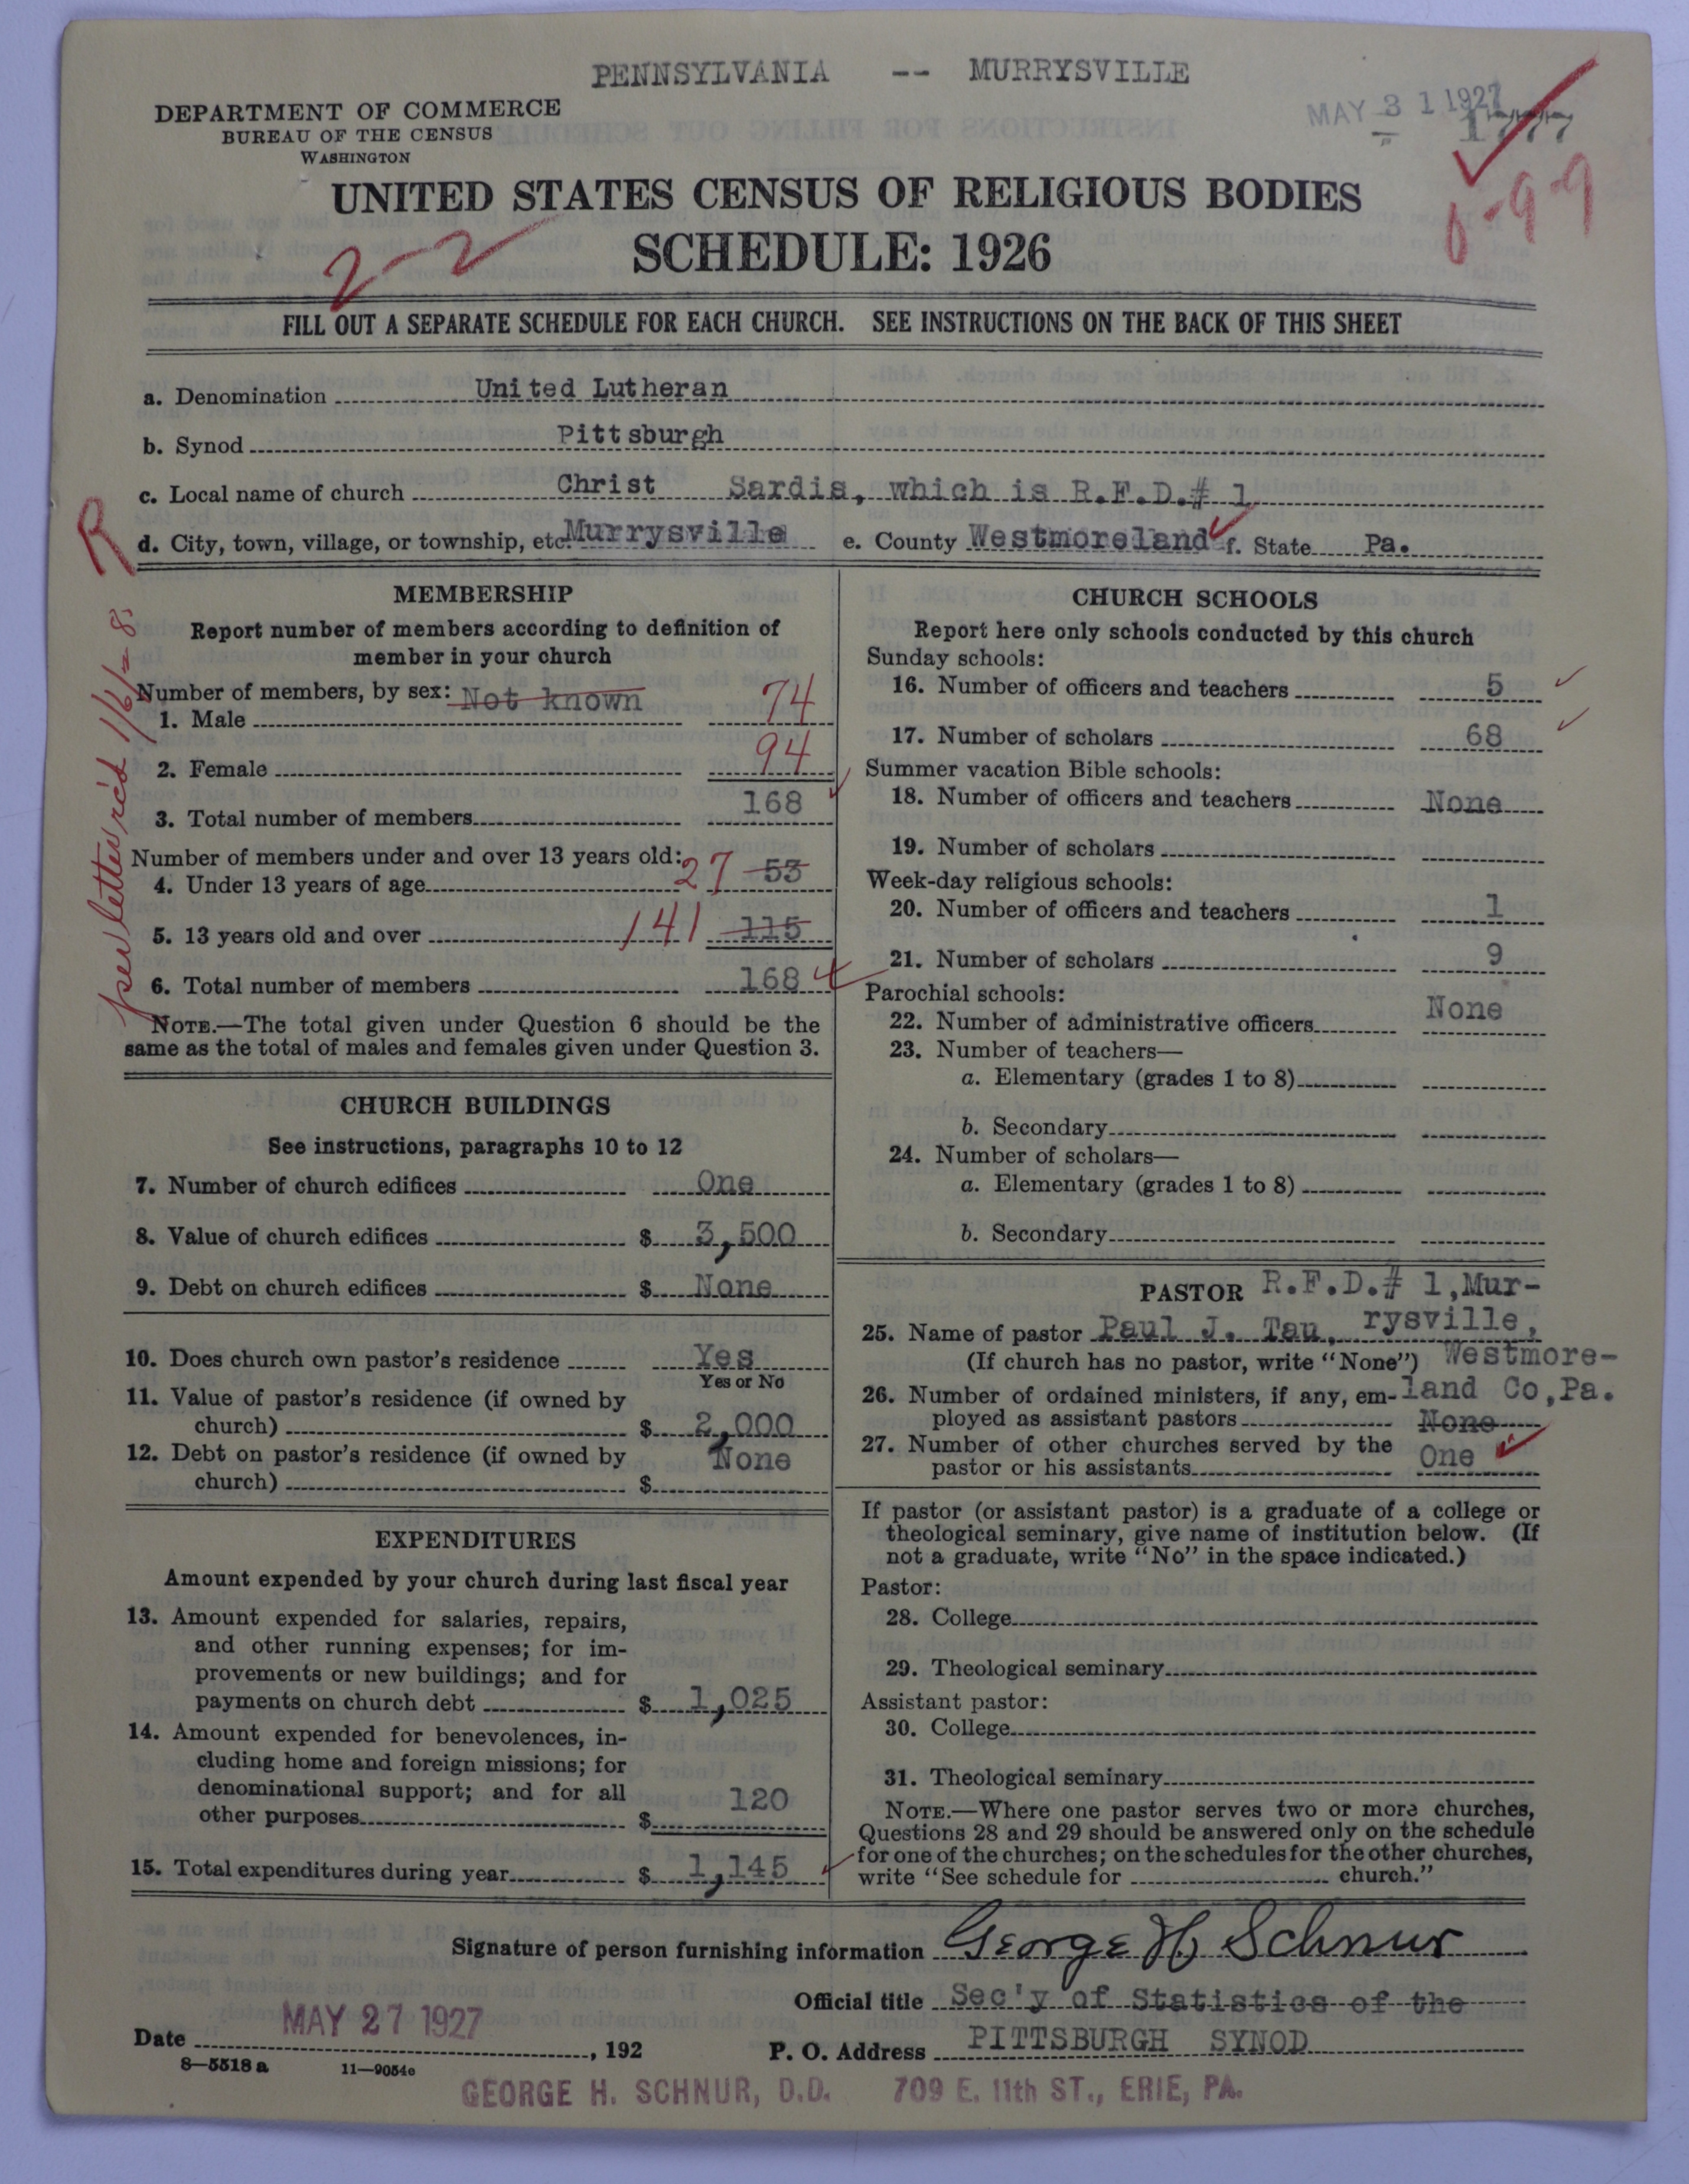 PENNSYLVANIA -- MURRYSVILLE
DEPARTMENT OF COMMERCE
BUREAU OF THE CENSUS
WASHINGTON
MAY 31 1927
1777
6-9-9
UNITED STATES CENSUS OF RELIGIOUS BODIES
SCHEDULE: 1926
2-2
FILL OUT A SEPARATE SCHEDULE FOR EACH CHURCH. SEE INSTRUCTIONS ON THE BACK OF THIS SHEET
a. Denomination United Lutheran
b. Synod Pittsburgh
c. Local name of church Christ Sardis, which is R.F.D.# 1
d. City, town, village, or township, etc. Murrysville e. County Westmoreland f. State Pa.
R
per letter rc'd 1/6/28
MEMBERSHIP
Report number of members according to definition of
member in your church
Number of members, by sex: Not known
1. Male 74
2. Female 94
3. Total number of members 168
Number of members under and over 13 years old:
4. Under 13 years of age 27 53
5. 13 years old and over 141 115
6. Total number of members 168
NOTE.—The total given under Question 6 should be the
same as the total of males and females given under Question 3.
CHURCH BUILDINGS
See instructions, paragraphs 10 to 12
7. Number of church edifices One
8. Value of church edifices $ 3,500
9. Debt on church edifices $ None
10. Does church own pastor's residence Yes
Yes or No
11. Value of pastor's residence (if owned by
church) $ 2,000
12. Debt on pastor's residence (if owned by None
church) $
EXPENDITURES
Amount expended by your church during last fiscal year
13. Amount expended for salaries, repairs,
and other running expenses; for im-
provements or new buildings; and for
payments on church debt $ 1,025
14. Amount expended for benevolences, in-
cluding home and foreign missions; for
denominational support; and for all 120
other purposes $
15. Total expenditures during year $ 1,145
CHURCH SCHOOLS
Report here only schools conducted by this church
Sunday schools:
16. Number of officers and teachers 5
17. Number of scholars 68
Summer vacation Bible schools:
18. Number of officers and teachers None
19. Number of scholars
Week-day religious schools:
20. Number of officers and teachers 1
21. Number of scholars 9
Parochial schools:
22. Number of administrative officers None
23. Number of teachers—
a. Elementary (grades 1 to 8)
b. Secondary
24. Number of scholars—
a. Elementary (grades 1 to 8)
b. Secondary
PASTOR R.F.D.# 1, Mur-
25. Name of pastor Paul J. Tau, rysville,
(If church has no pastor, write "None") Westmore-
26. Number of ordained ministers, if any, em- land Co, Pa.
ployed as assistant pastors None
27. Number of other churches served by the
pastor or his assistants One
If pastor (or assistant pastor) is a graduate of a college or
theological seminary, give name of institution below. (If
not a graduate, write "No" in the space indicated.)
Pastor:
28. College
29. Theological seminary
Assistant pastor:
30. College
31. Theological seminary
NOTE.—Where one pastor serves two or more churches,
Questions 28 and 29 should be answered only on the schedule
for one of the churches; on the schedules for the other churches,
write "See schedule for church."
Signature of person furnishing information George H Schnur
Official title Sec'y of Statistics of the
Date MAY 27 1927, 192
P. O. Address PITTSBURGH SYNOD
8—5518a 11—9054c
GEORGE H. SCHNUR, D.D. 709 E. 11th ST., ERIE, PA.